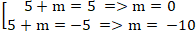 5 + m = 5 => m = 0
5 + m = −5 => m = −10